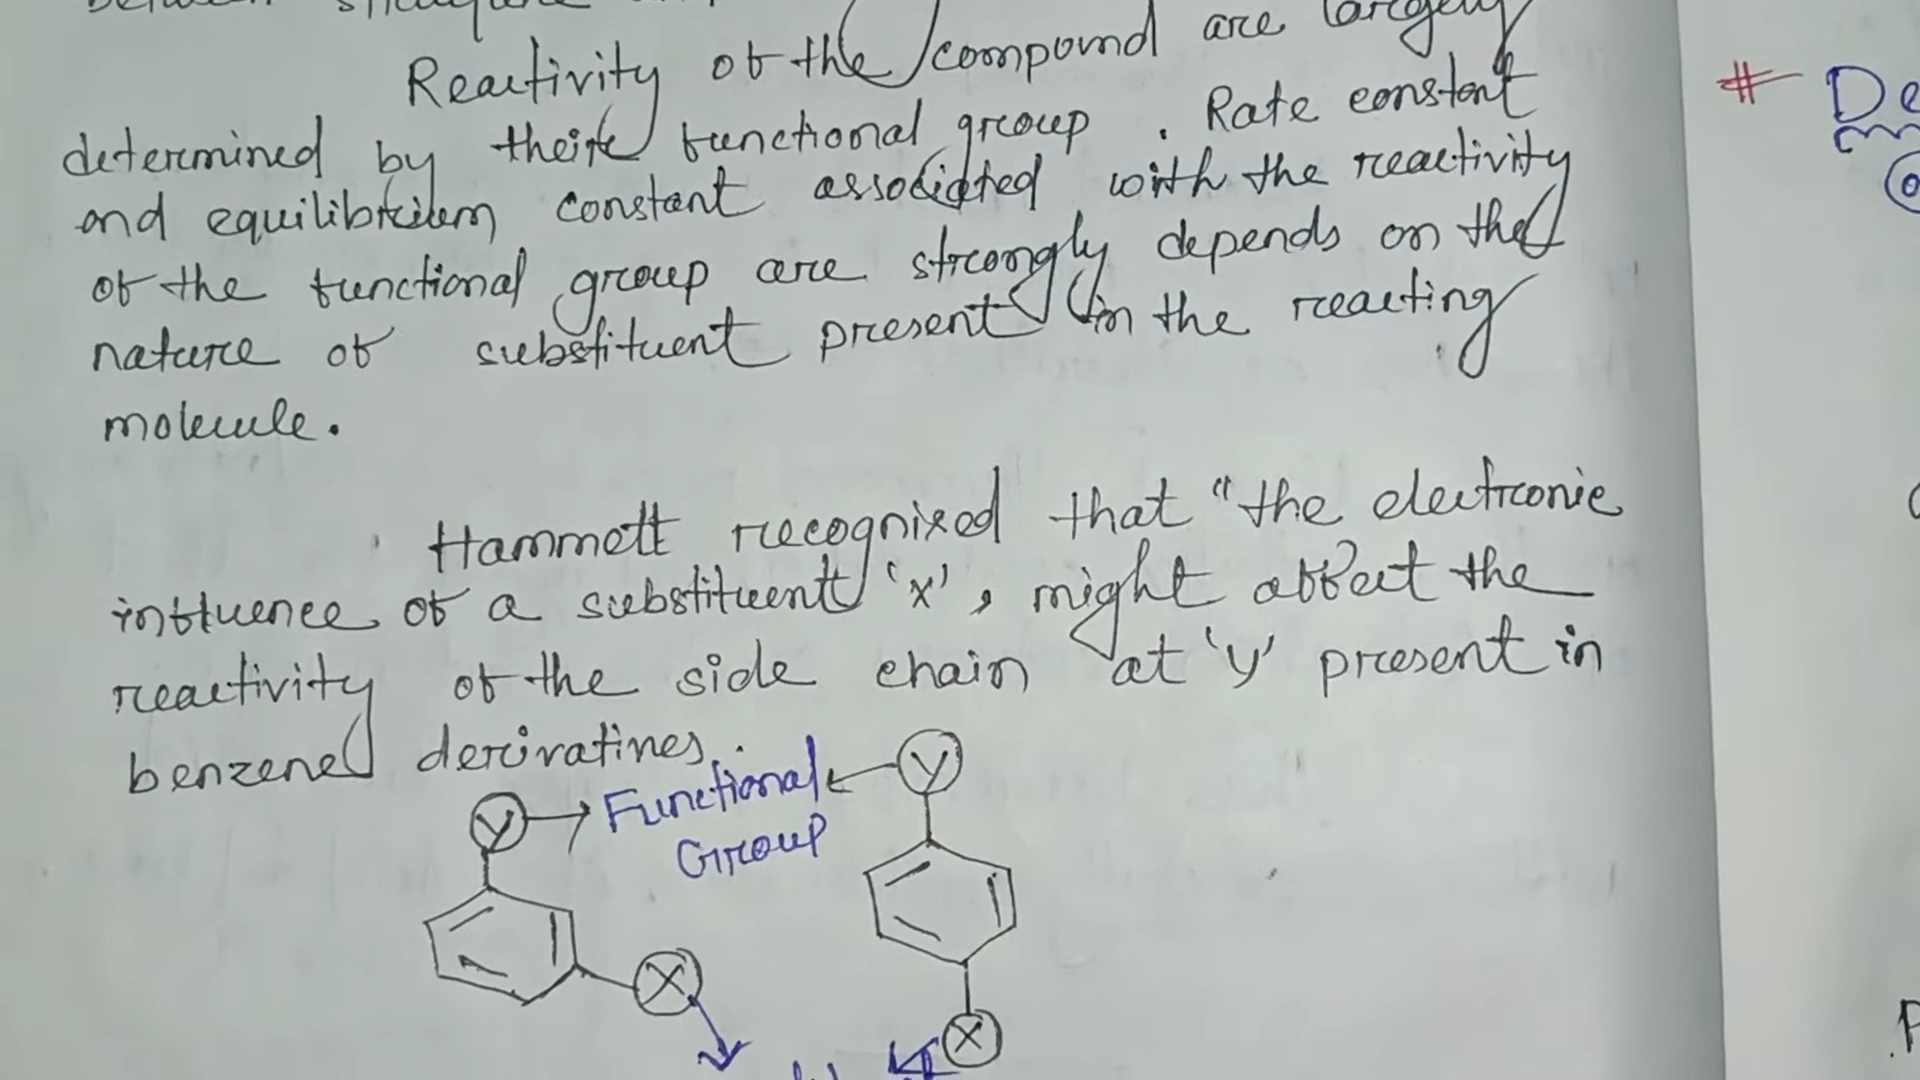 Reactivity of the compound are largely
determined by their functional group. Rate constant
and equilibrium constant associated with the reactivity
of the functional group are strongly depends on the
nature of substituent present in the reacting
molecule.
Hammett recognized that "the electronic
influence of a substituent 'x', might affect the
reactivity of the side chain at 'y' present in
benzene derivatines.
Y → Functional ← Y
Group
X
X
# De